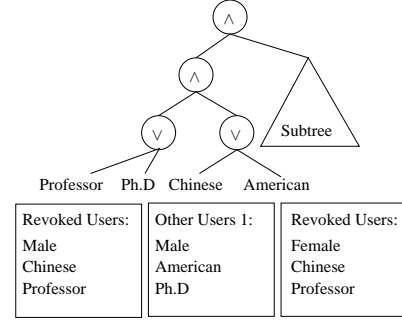 ∧
∧
∨ ∨
Subtree
Professor Ph.D Chinese American
Revoked Users:
Male
Chinese
Professor
Other Users 1:
Male
American
Ph.D
Revoked Users:
Female
Chinese
Professor